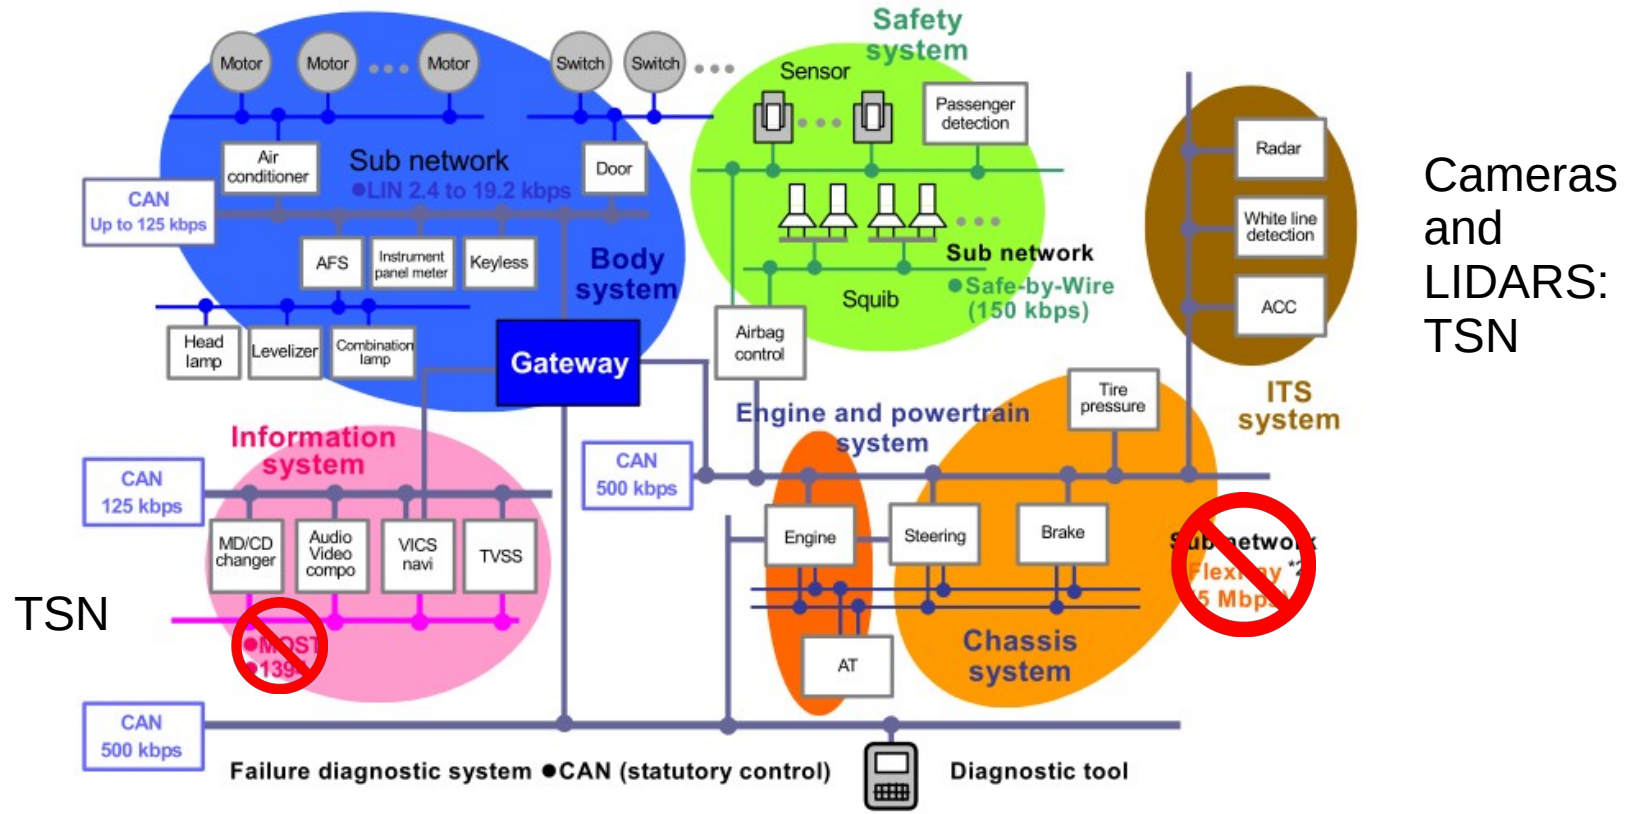 Safety
system
Motor
Motor
Motor
Switch
Switch
Sensor
Passenger
detection
Radar
Air
conditioner
Sub network
●LIN 2.4 to 19.2 kbps
Door
CAN
Up to 125 kbps
White line
detection
Cameras
and
LIDARS:
TSN
AFS
Instrument
panel meter
Keyless
Body
system
Sub network
●Safe-by-Wire
(150 kbps)
Squib
ACC
Head
lamp
Levelizer
Combination
lamp
Gateway
Airbag
control
ITS
system
Tire
pressure
Engine and powertrain
system
Information
system
CAN
500 kbps
CAN
125 kbps
MD/CD
changer
Audio
Video
compo
VICS
navi
TVSS
Engine
Steering
Brake
Sub network
FlexRay *2
TSN
●MOST
AT
Chassis
system
CAN
500 kbps
Failure diagnostic system ●CAN (statutory control)
Diagnostic tool